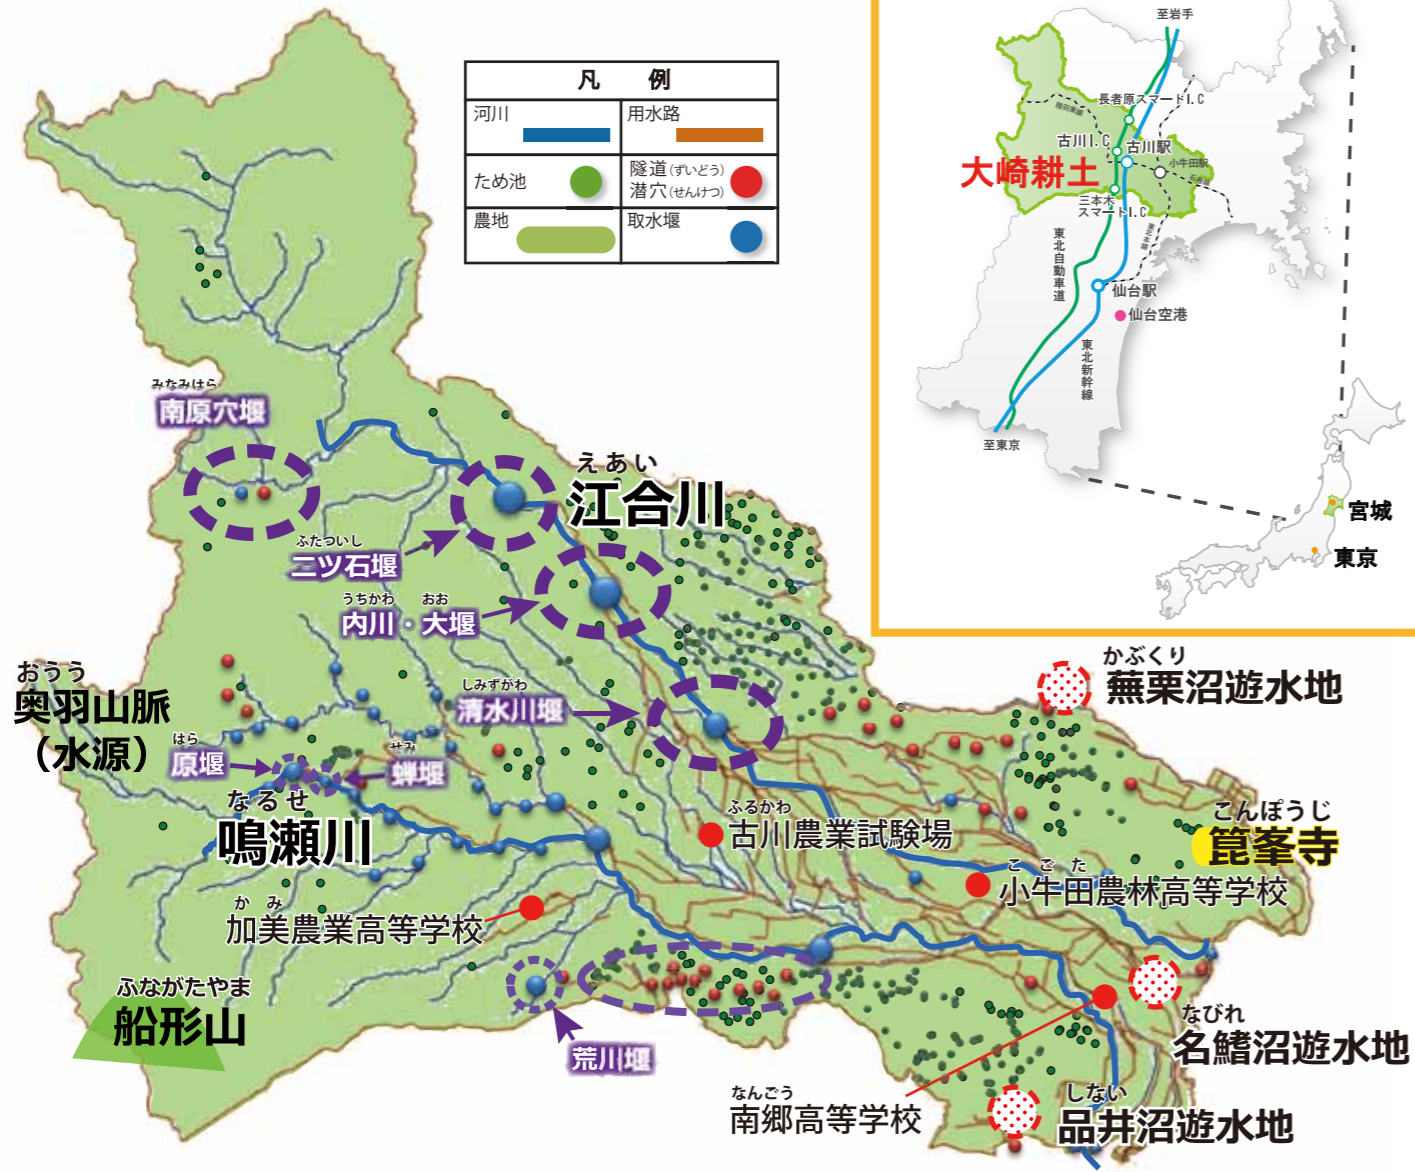 凡 例
河川
用水路
ため池
隧道(ずいどう)
潜穴(せんけつ)
農地
取水堰
至岩手
長者原スマートI.C
陸羽東線
古川I.C
古川駅
小牛田駅
石巻線
大崎耕土
三本木
スマートI.C
東北本線
東北自動車道
仙台駅
仙台空港
東北新幹線
至東京
宮城
東京
みなみはら
南原穴堰
えあい
江合川
ふたついし
二ツ石堰
うちかわ おお
内川・大堰
おうう
奥羽山脈
(水源)
しみずがわ
清水川堰
かぶくり
蕪栗沼遊水地
はら
原堰
せみ
蝉堰
なるせ
鳴瀬川
ふるかわ
古川農業試験場
こんぽうじ
箟峯寺
こごた
小牛田農林高等学校
かみ
加美農業高等学校
ふながたやま
船形山
荒川堰
なびれ
名鰭沼遊水地
なんごう
南郷高等学校
しない
品井沼遊水地